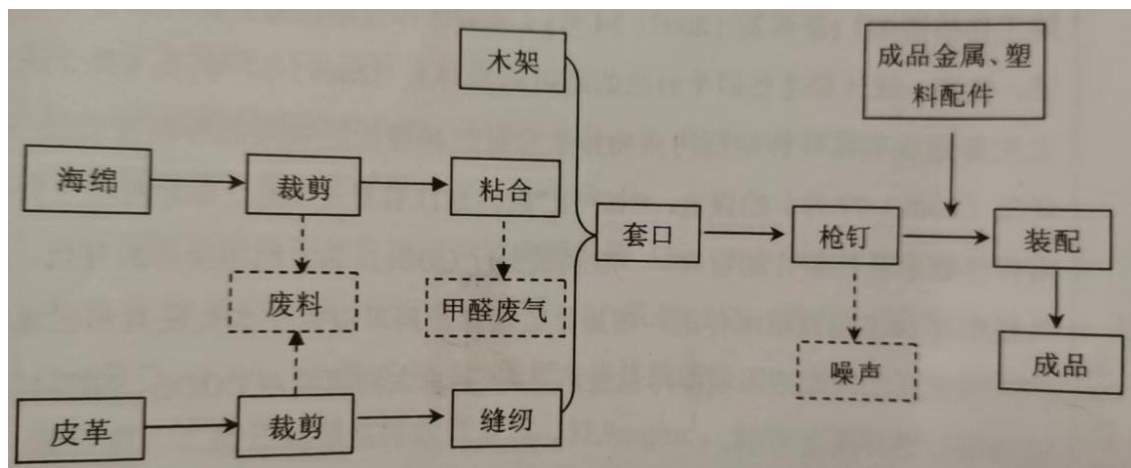 木架
成品金属、塑
料配件
海绵
裁剪
粘合
套口
枪钉
装配
废料
甲醛废气
噪声
成品
皮革
裁剪
缝纫